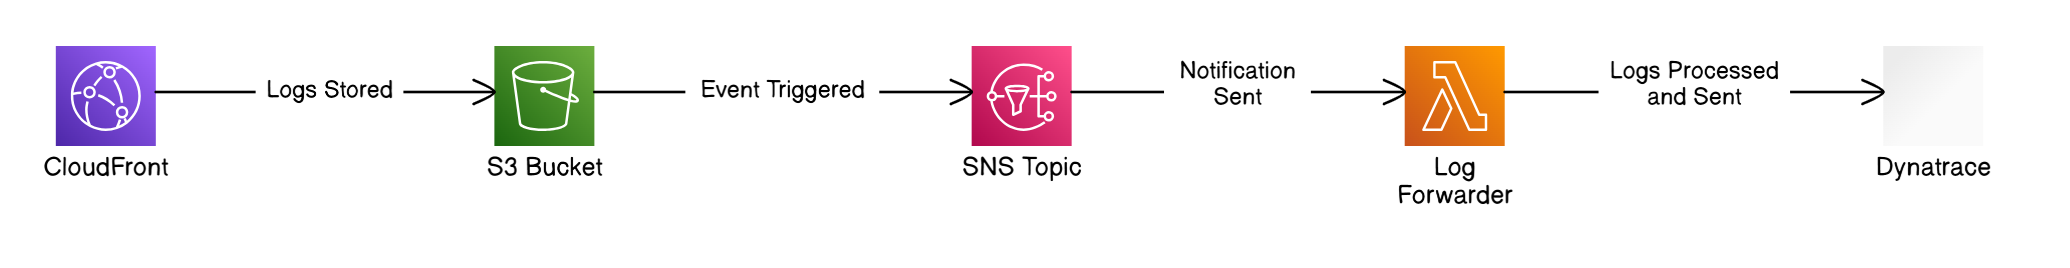 Logs Stored
Event Triggered
Notification
Sent
Logs Processed
and Sent
CloudFront
S3 Bucket
SNS Topic
Log
Forwarder
Dynatrace